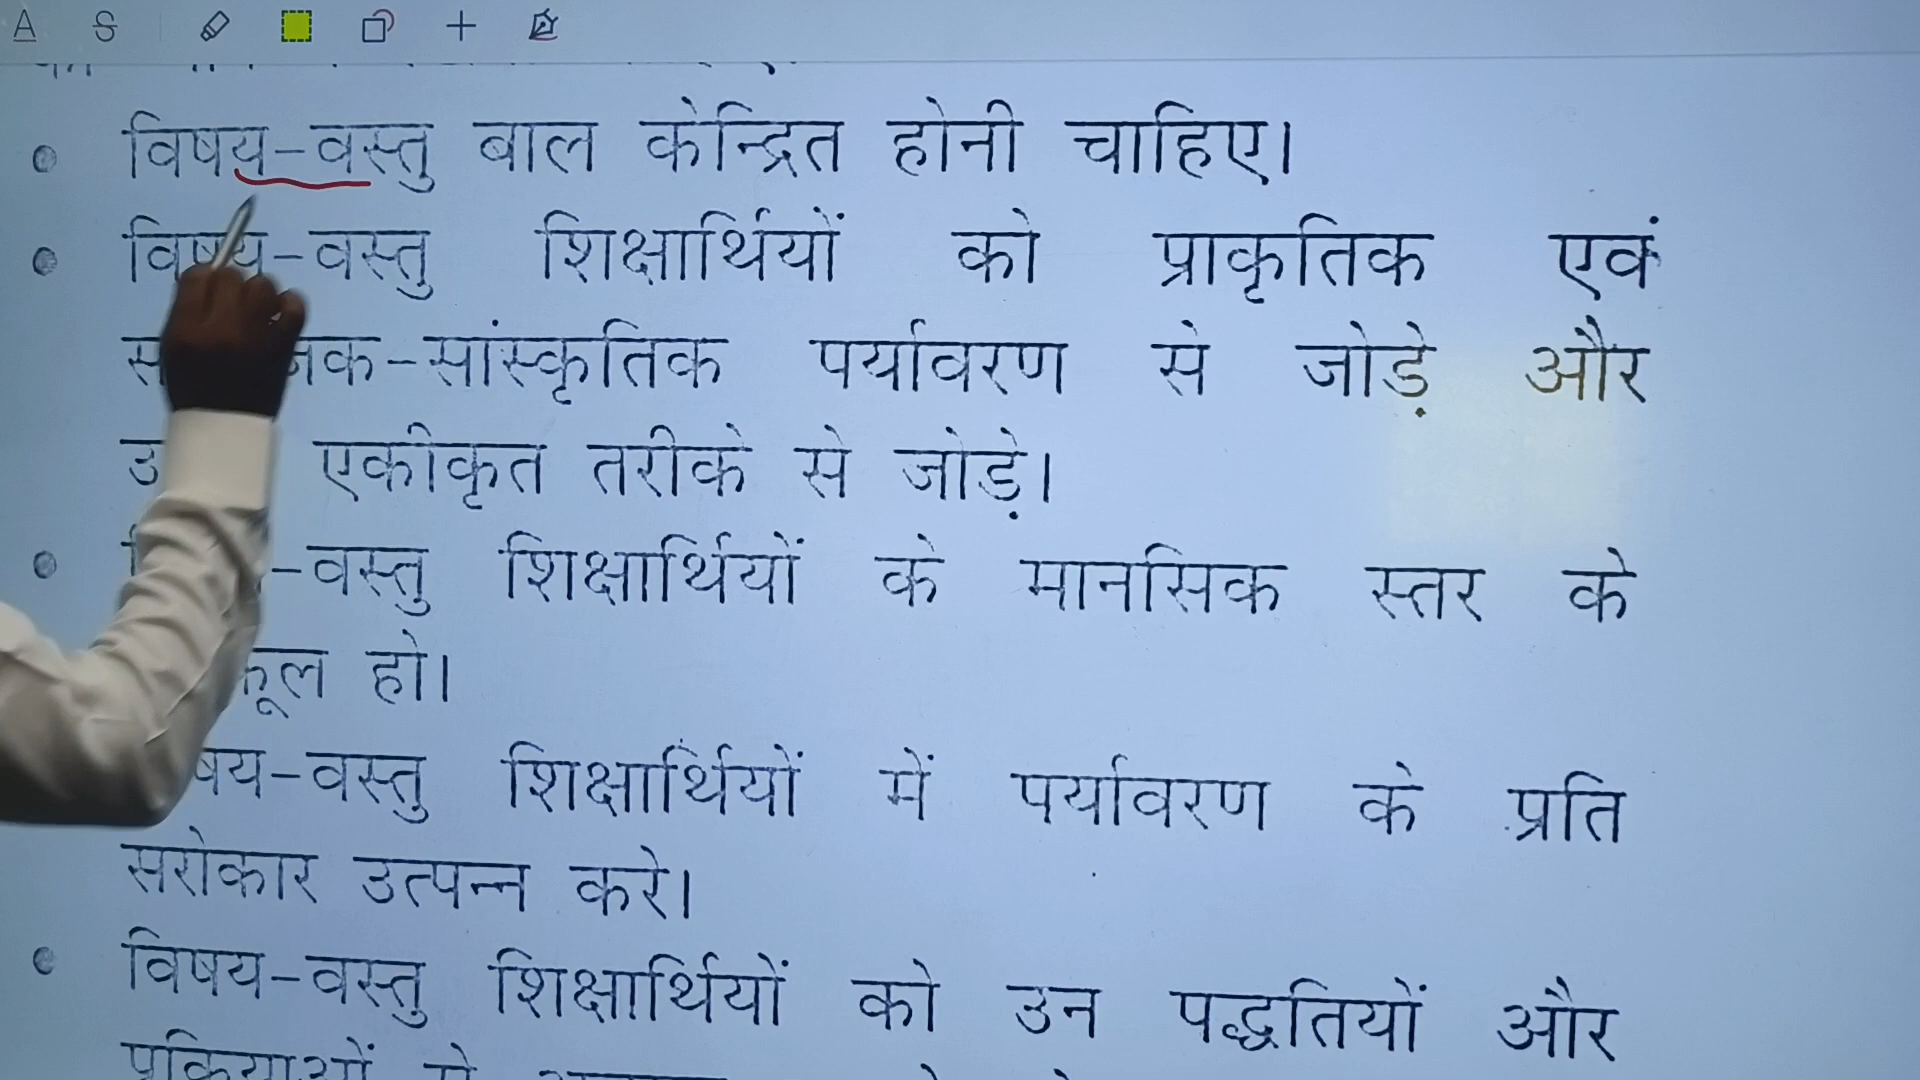 विषय-वस्तु बाल केन्द्रित होनी चाहिए।
विषय-वस्तु शिक्षार्थियों को प्राकृतिक एवं
-सांस्कृतिक पर्यावरण से जोड़े और
एकीकृत तरीके से जोड़े।
-वस्तु शिक्षार्थियों के मानसिक स्तर के
हो।
षय-वस्तु शिक्षार्थियों में पर्यावरण के प्रति
सरोकार उत्पन्न करे।
विषय-वस्तु शिक्षार्थियों को उन पद्धतियों और